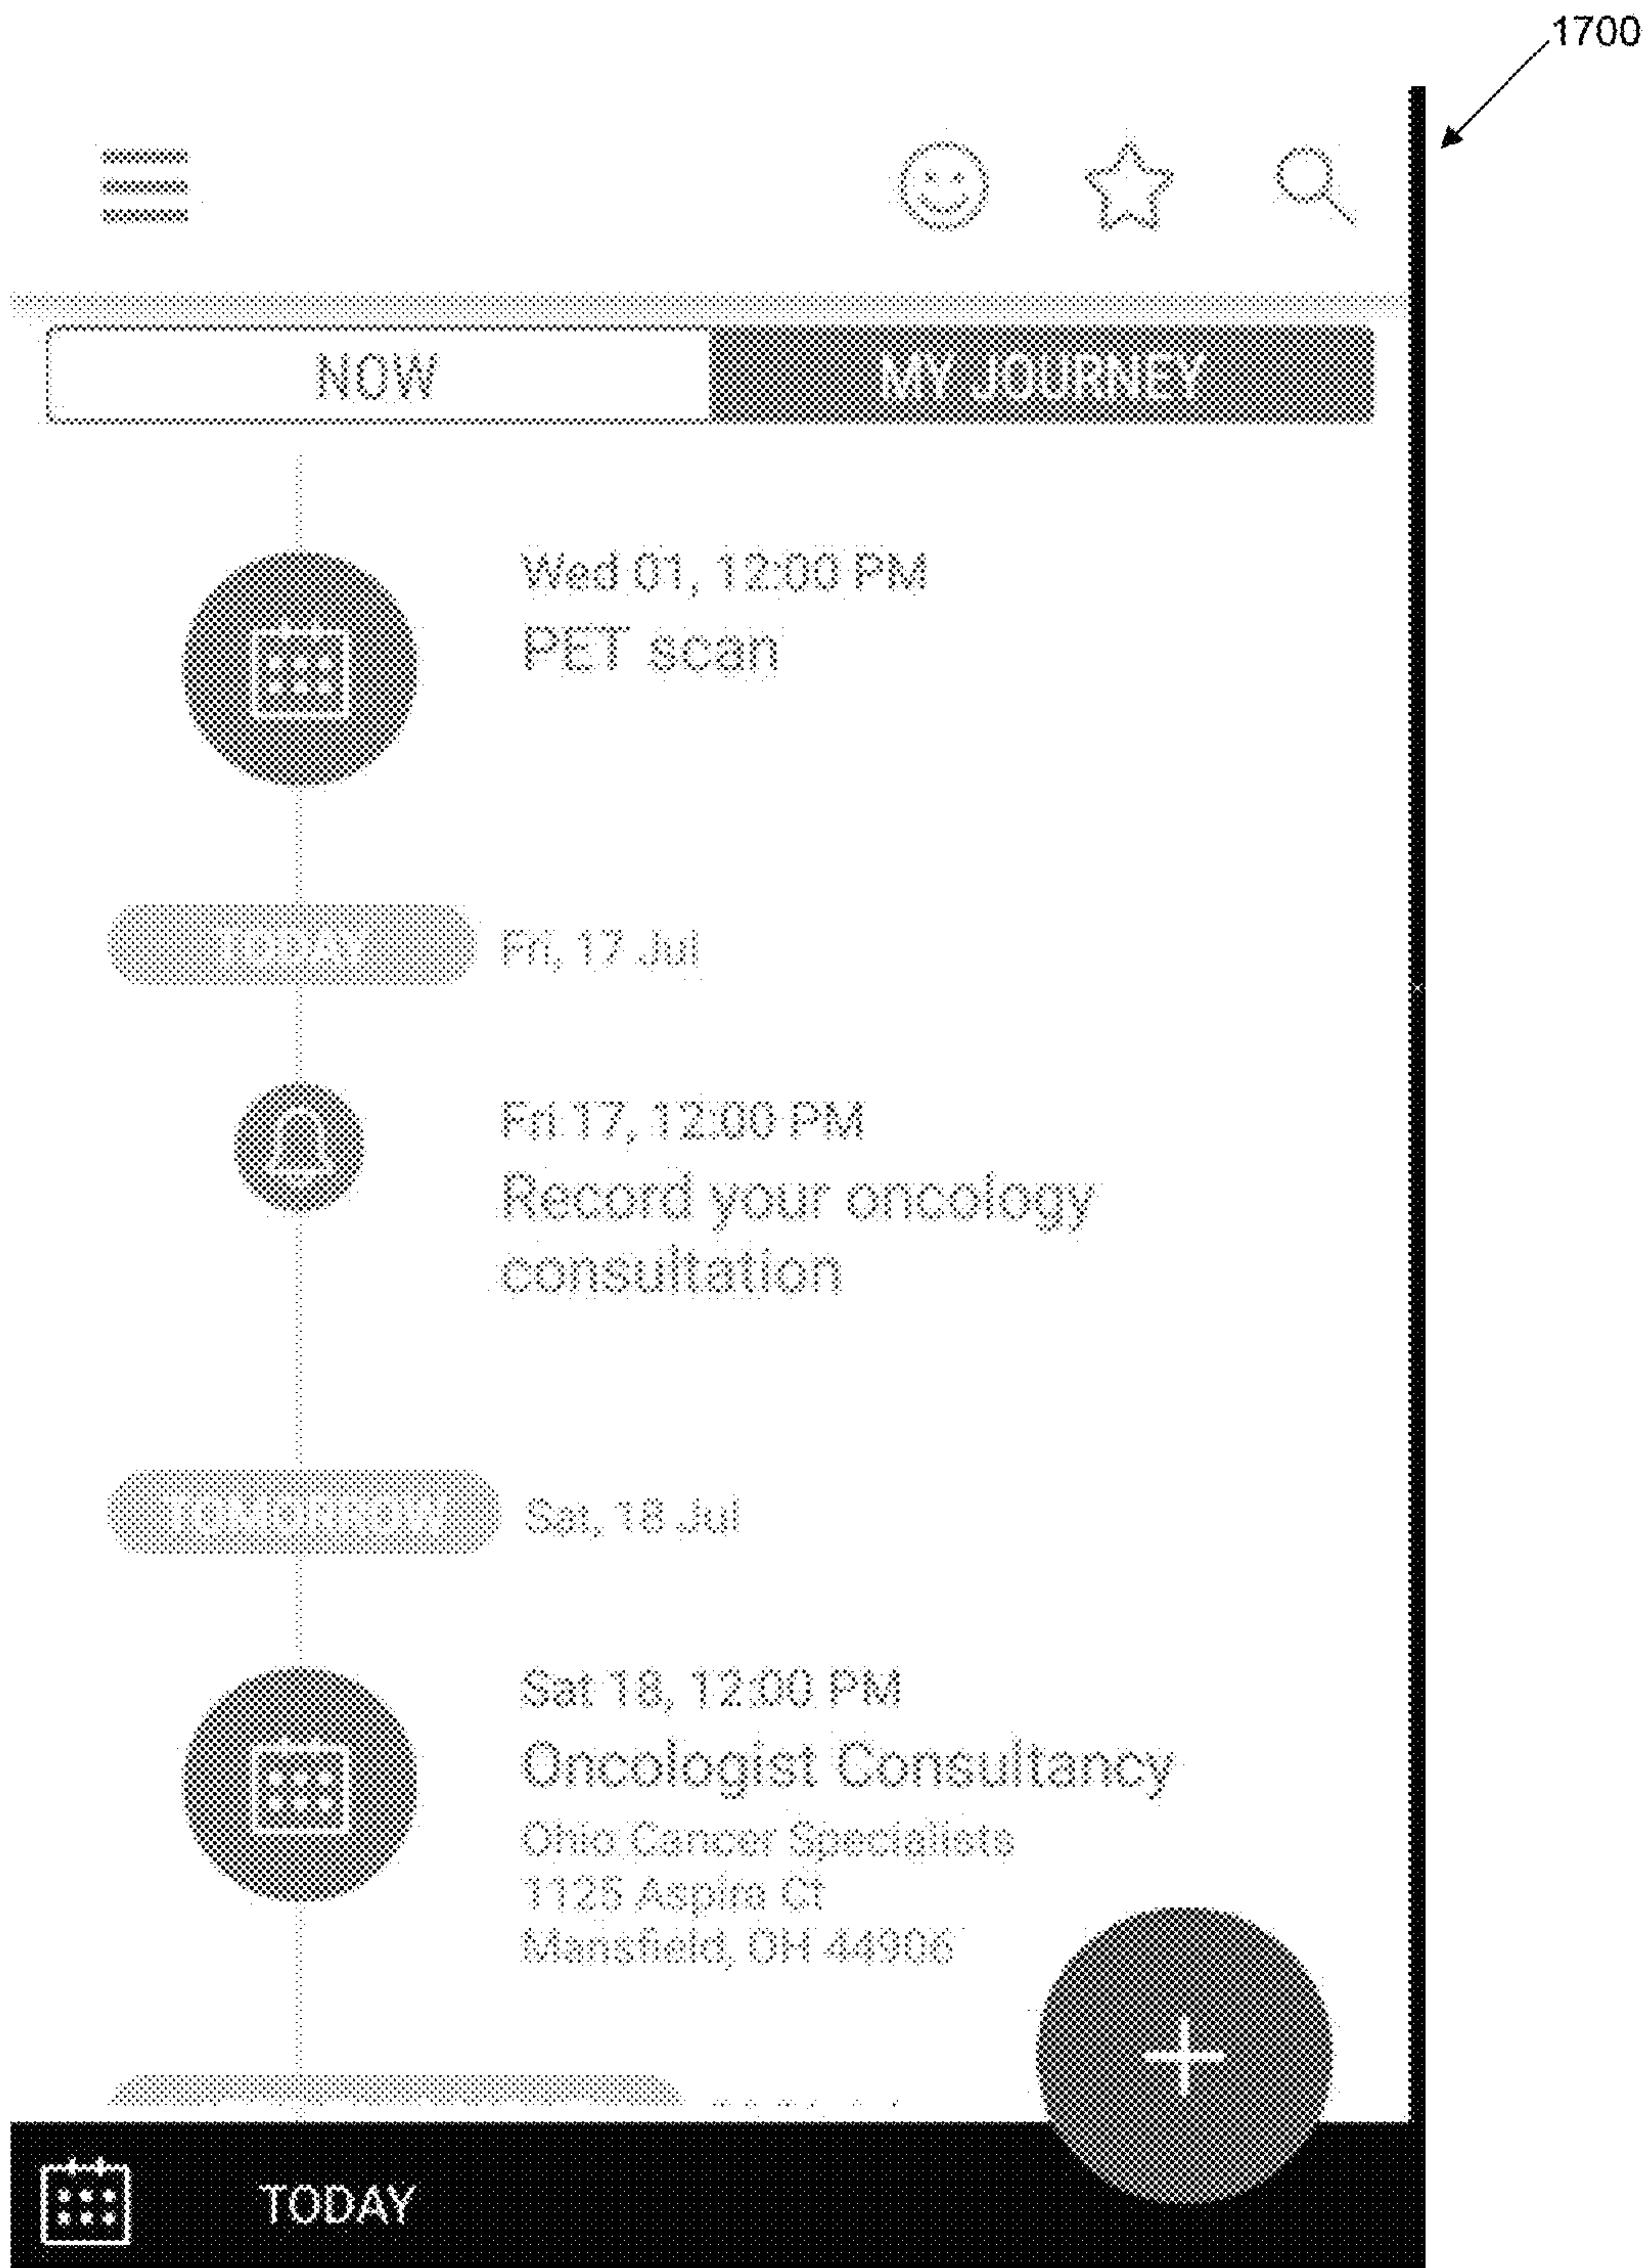 1700
NOW
MY JOURNEY
Wed 01, 12:00 PM
PET scan
TODAY
Fri, 17 Jul
Fri 17, 12:00 PM
Record your oncology
consultation
TOMORROW
Sat, 18 Jul
Sat 18, 12:00 PM
Oncologist Consultancy
Ohio Cancer Specialists
1125 Aspira Ct
Mansfield, OH 44906
TODAY